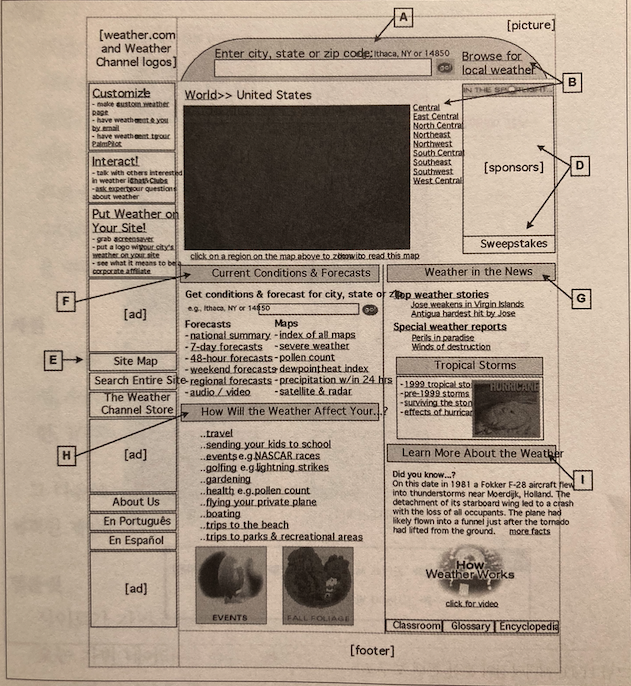 A
[picture]
[weather.com
and Weather
Channel logos]
Enter city, state or zip code:
e.g. Ithaca, NY or 14850
go!
Browse for
local weather
B
Customize
- make a custom weather
page
- have weather sent to you
by email
- have weather sent to your
PalmPilot
Interact!
- talk with others interested
in weather in Chat & Clubs
- ask experts your questions
about weather
Put Weather on
Your Site!
- grab a screensaver
- put a logo with your city's
weather on your site
- see what it means to be a
corporate affiliate
World>> United States
Central
East Central
North Central
Northeast
Northwest
South Central
Southeast
Southwest
West Central
click on a region on the map above to zoom in
how to read this map
IN THE SPOTLIGHT...
[sponsors]
D
Sweepstakes
F
Current Conditions & Forecasts
Get conditions & forecast for city, state or zip
e.g., Ithaca, NY or 14850
go!
Forecasts
- national summary
- 7-day forecasts
- 48-hour forecasts
- weekend forecasts
- regional forecasts
- audio / video
Maps
- index of all maps
- severe weather
- pollen count
- dewpoint heat index
- precipitation w/in 24 hrs
- satellite & radar
Weather in the News
G
Top weather stories
Jose weakens in Virgin Islands
Antigua hardest hit by Jose
Special weather reports
Perils in paradise
Winds of destruction
Tropical Storms
- 1999 tropical sto
- pre-1999 storms
- surviving the ston
- effects of hurrica
HURRICANE
E
[ad]
Site Map
Search Entire Site
The Weather
Channel Store
[ad]
About Us
En Português
En Español
[ad]
H
How Will the Weather Affect Your...?
..travel
..sending your kids to school
..events e.g. NASCAR races
..golfing e.g. lightning strikes
..gardening
..health e.g. pollen count
..flying your private plane
..boating
..trips to the beach
..trips to parks & recreational areas
EVENTS
FALL FOLIAGE
Learn More About the Weather
I
Did you know...?
On this date in 1981 a Fokker F-28 aircraft flew
into thunderstorms near Moerdijk, Holland. The
detachment of its starboard wing led to a crash
with the loss of all occupants. The plane had
likely flown into a funnel just after the tornado
had lifted from the ground. more facts
How
Weather Works
click for video
Classroom
Glossary
Encyclopedia
[footer]